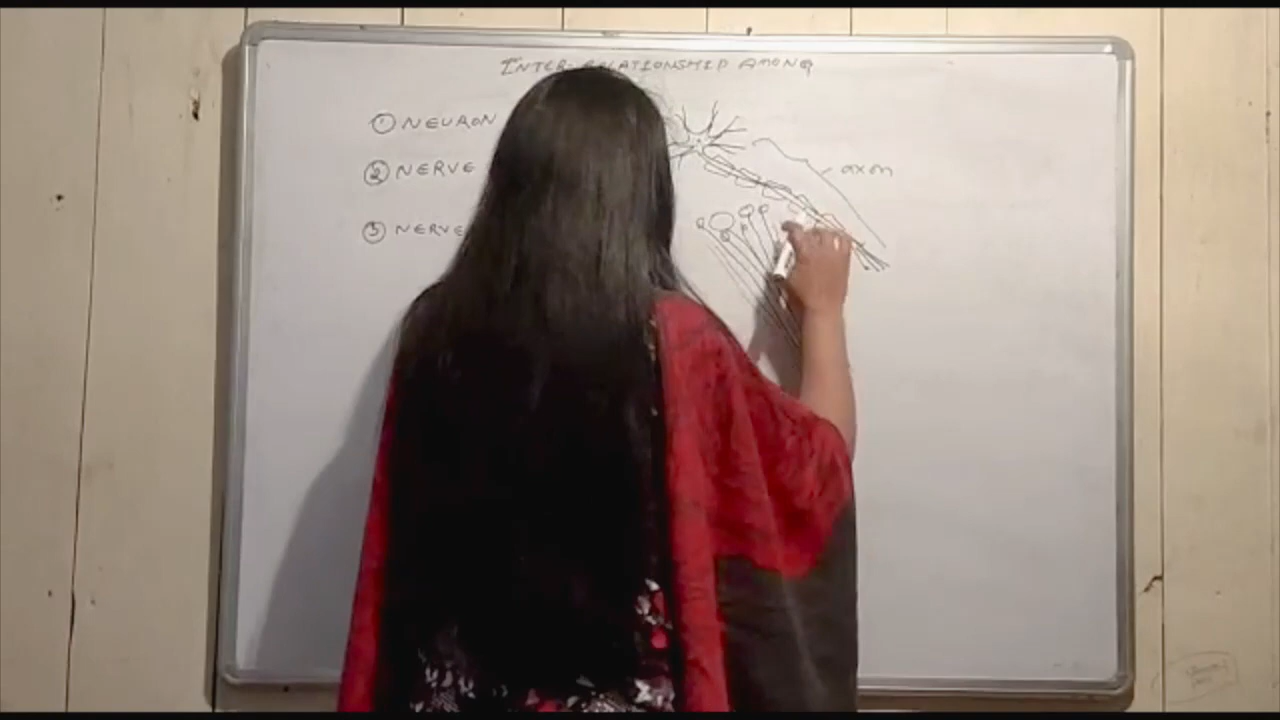 INTER-RELATIONSHIP AMONG
① NEURON
② NERVE
axon
③ NERVE